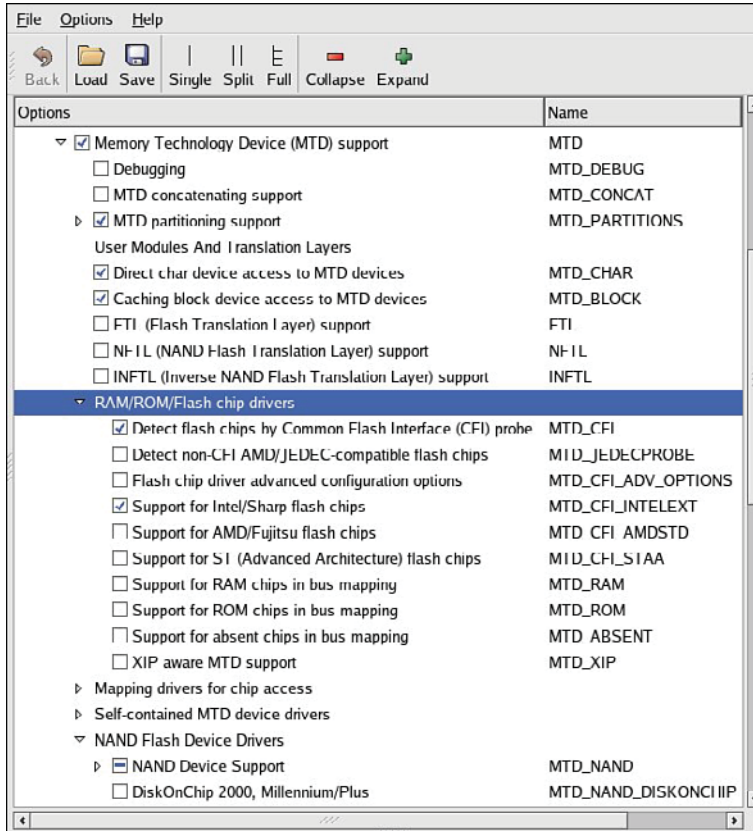 File Options Help
Back Load Save Single Split Full Collapse Expand
Options Name
Memory Technology Device (MTD) support MTD
Debugging MTD_DEBUG
MTD concatenating support MTD_CONCAT
MTD partitioning support MTD_PARTITIONS
User Modules And Translation Layers
Direct char device access to MTD devices MTD_CHAR
Caching block device access to MTD devices MTD_BLOCK
FTL (Flash Translation Layer) support FTL
NFTL (NAND Flash Translation Layer) support NFTL
INFTL (Inverse NAND Flash Translation Layer) support INFTL
RAM/ROM/Flash chip drivers
Detect flash chips by Common Flash Interface (CFI) probe MTD_CFI
Detect non-CFI AMD/JEDEC-compatible flash chips MTD_JEDECPROBE
Flash chip driver advanced configuration options MTD_CFI_ADV_OPTIONS
Support for Intel/Sharp flash chips MTD_CFI_INTELEXT
Support for AMD/Fujitsu flash chips MTD_CFI_AMDSTD
Support for ST (Advanced Architecture) flash chips MTD_CFI_STAA
Support for RAM chips in bus mapping MTD_RAM
Support for ROM chips in bus mapping MTD_ROM
Support for absent chips in bus mapping MTD_ABSENT
XIP aware MTD support MTD_XIP
Mapping drivers for chip access
Self-contained MTD device drivers
NAND Flash Device Drivers
NAND Device Support MTD_NAND
DiskOnChip 2000, Millennium/Plus MTD_NAND_DISKONCHIP